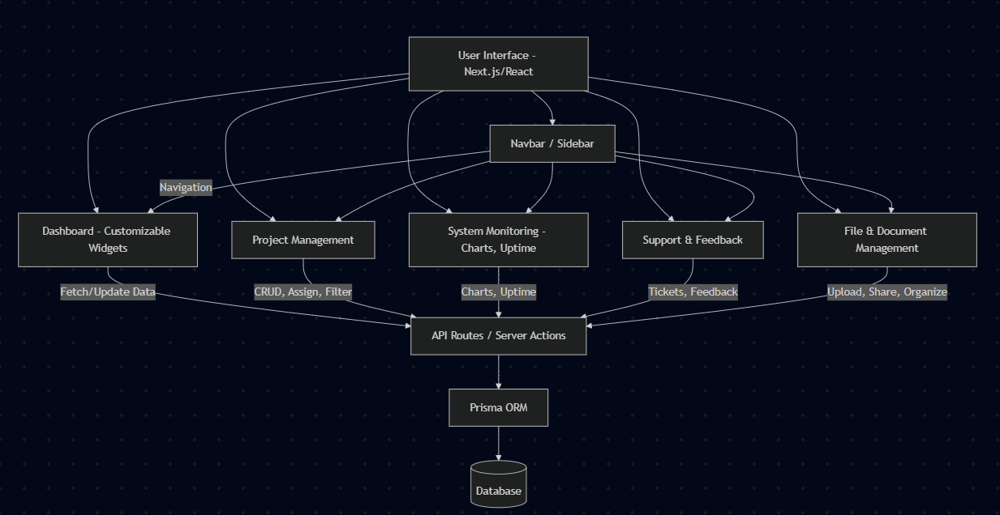 User Interface -
Next.js/React
Navbar / Sidebar
Navigation
Dashboard - Customizable
Widgets
Project Management
System Monitoring -
Charts, Uptime
Support & Feedback
File & Document
Management
Fetch/Update Data
CRUD, Assign, Filter
Charts, Uptime
Tickets, Feedback
Upload, Share, Organize
API Routes / Server Actions
Prisma ORM
Database